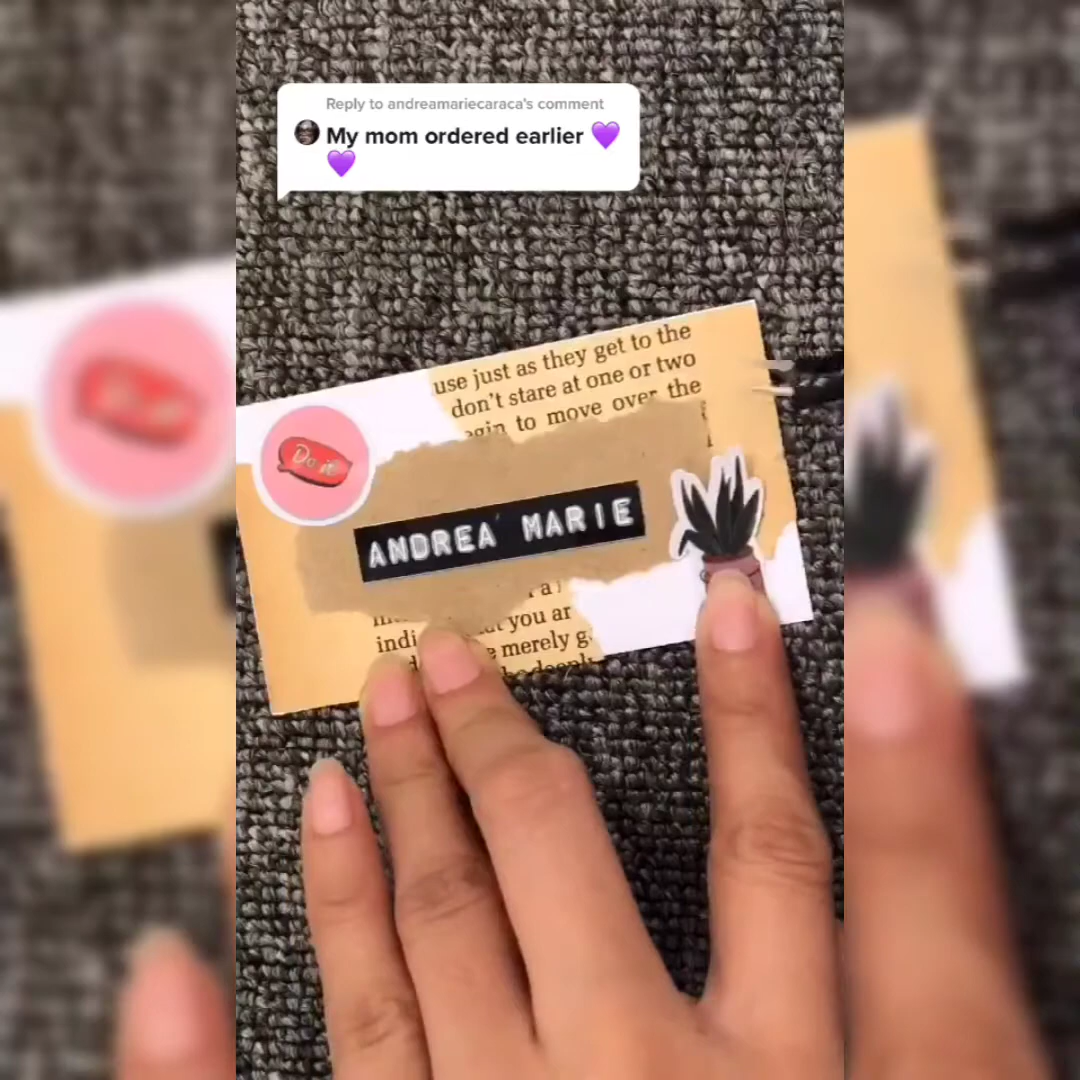 Reply to andreamariecaraca's comment
My mom ordered earlier 💜
💜
use just as they get to the
don't stare at one or two
to move over the
Do it
ANDREA MARIE
a
you ar
merely